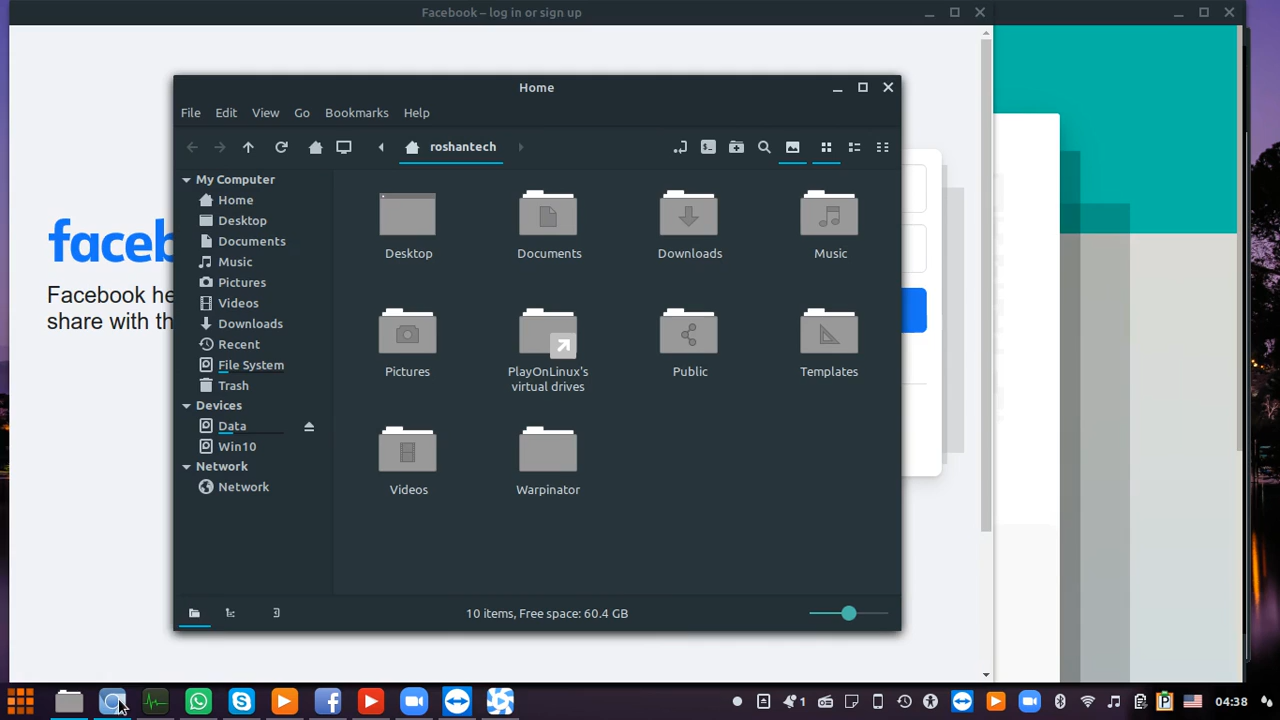 Facebook – log in or sign up
Home
File Edit View Go Bookmarks Help
roshantech
My Computer
Home
Desktop
Documents
Music
Pictures
Videos
Downloads
Recent
File System
Trash
Devices
Data
Win10
Network
Network
Desktop
Documents
Downloads
Music
Pictures
PlayOnLinux's
virtual drives
Public
Templates
Videos
Warpinator
10 items, Free space: 60.4 GB
faceb
Facebook he
share with th
04:38